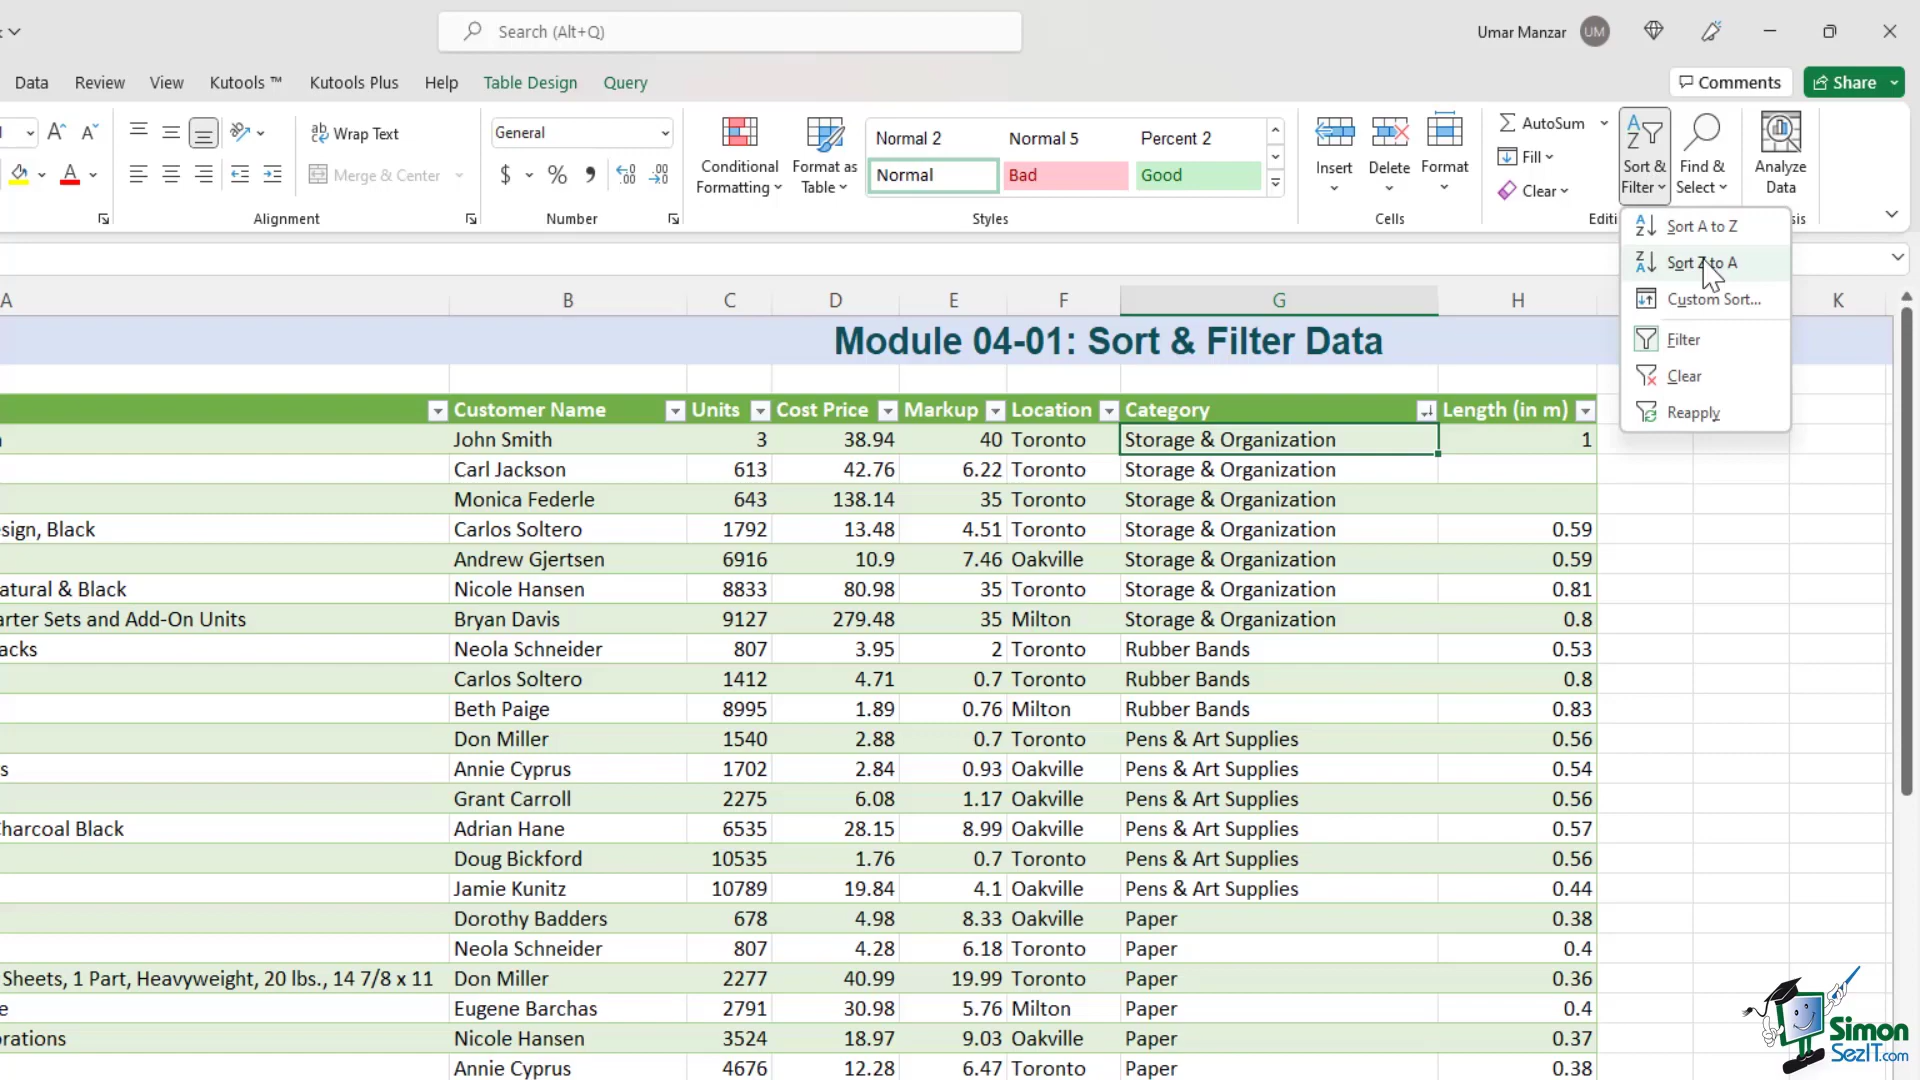 Search (Alt+Q)
Umar Manzar UM
Data Review View Kutools ™ Kutools Plus Help Table Design Query
Comments Share
Wrap Text
General
Merge & Center
Conditional Formatting
Format as Table
Normal 2 Normal 5 Percent 2
Normal Bad Good
Insert Delete Format
AutoSum
Fill
Clear
Sort & Filter
Find & Select
Analyze Data
Alignment Number Styles Cells
Sort A to Z
Sort Z to A
Custom Sort...
Filter
Clear
Reapply
A B C D E F G H K
Module 04-01: Sort & Filter Data
Customer Name Units Cost Price Markup Location Category Length (in m)
John Smith 3 38.94 40 Toronto Storage & Organization 1
Carl Jackson 613 42.76 6.22 Toronto Storage & Organization
Monica Federle 643 138.14 35 Toronto Storage & Organization
esign, Black Carlos Soltero 1792 13.48 4.51 Toronto Storage & Organization 0.59
Andrew Gjertsen 6916 10.9 7.46 Oakville Storage & Organization 0.59
atural & Black Nicole Hansen 8833 80.98 35 Toronto Storage & Organization 0.81
arter Sets and Add-On Units Bryan Davis 9127 279.48 35 Milton Storage & Organization 0.8
acks Neola Schneider 807 3.95 2 Toronto Rubber Bands 0.53
Carlos Soltero 1412 4.71 0.7 Toronto Rubber Bands 0.8
Beth Paige 8995 1.89 0.76 Milton Rubber Bands 0.83
Don Miller 1540 2.88 0.7 Toronto Pens & Art Supplies 0.56
s Annie Cyprus 1702 2.84 0.93 Oakville Pens & Art Supplies 0.54
Grant Carroll 2275 6.08 1.17 Oakville Pens & Art Supplies 0.56
Charcoal Black Adrian Hane 6535 28.15 8.99 Oakville Pens & Art Supplies 0.57
Doug Bickford 10535 1.76 0.7 Toronto Pens & Art Supplies 0.56
Jamie Kunitz 10789 19.84 4.1 Oakville Pens & Art Supplies 0.44
Dorothy Badders 678 4.98 8.33 Oakville Paper 0.38
Neola Schneider 807 4.28 6.18 Toronto Paper 0.4
Sheets, 1 Part, Heavyweight, 20 lbs., 14 7/8 x 11 Don Miller 2277 40.99 19.99 Toronto Paper 0.36
e Eugene Barchas 2791 30.98 5.76 Milton Paper 0.4
orations Nicole Hansen 3524 18.97 9.03 Oakville Paper 0.37
Annie Cyprus 4676 12.28 6.47 Toronto Paper 0.38
Simon
SezIT.com